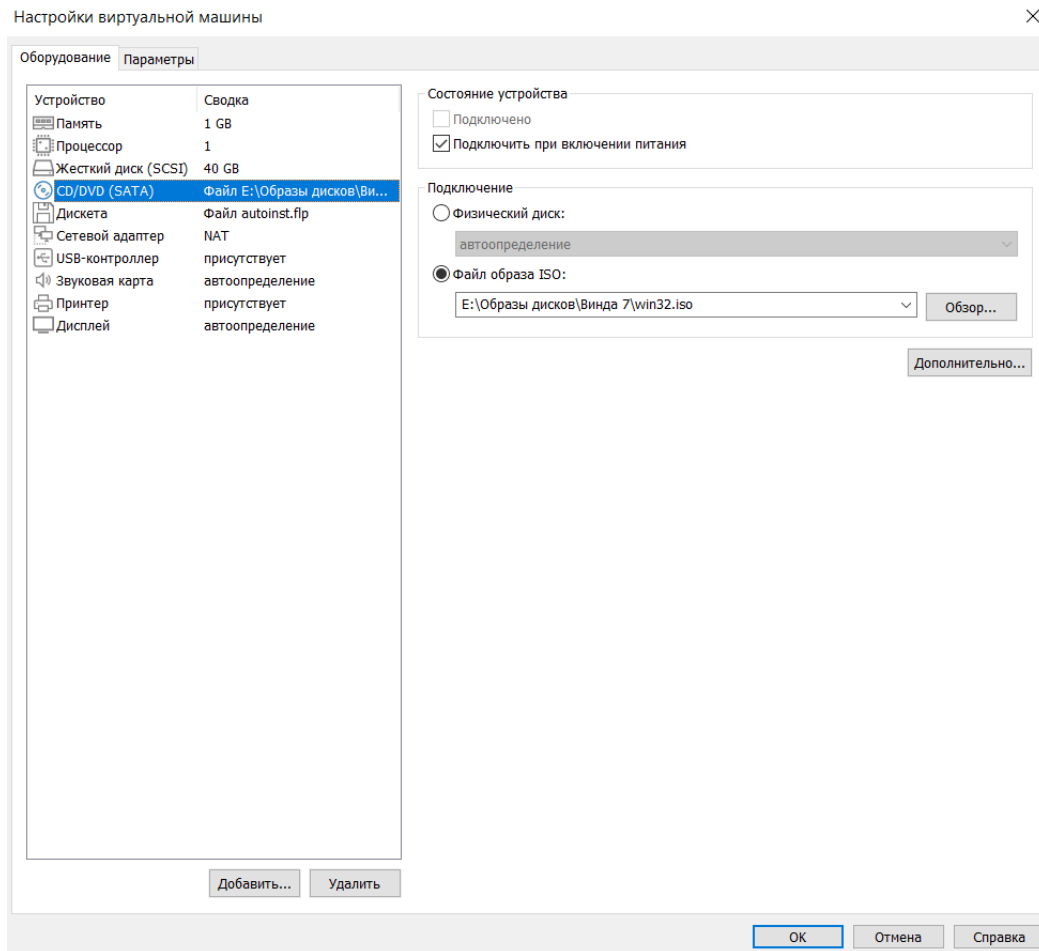 Настройки виртуальной машины
Оборудование Параметры
Устройство Сводка
Память 1 GB
Процессор 1
Жесткий диск (SCSI) 40 GB
CD/DVD (SATA) Файл E:\Образы дисков\Ви...
Дискета Файл autoinst.flp
Сетевой адаптер NAT
USB-контроллер присутствует
Звуковая карта автоопределение
Принтер присутствует
Дисплей автоопределение
Добавить... Удалить
Состояние устройства
Подключено
Подключить при включении питания
Подключение
Физический диск:
автоопределение
Файл образа ISO:
E:\Образы дисков\Винда 7\win32.iso Обзор...
Дополнительно...
ОК Отмена Справка